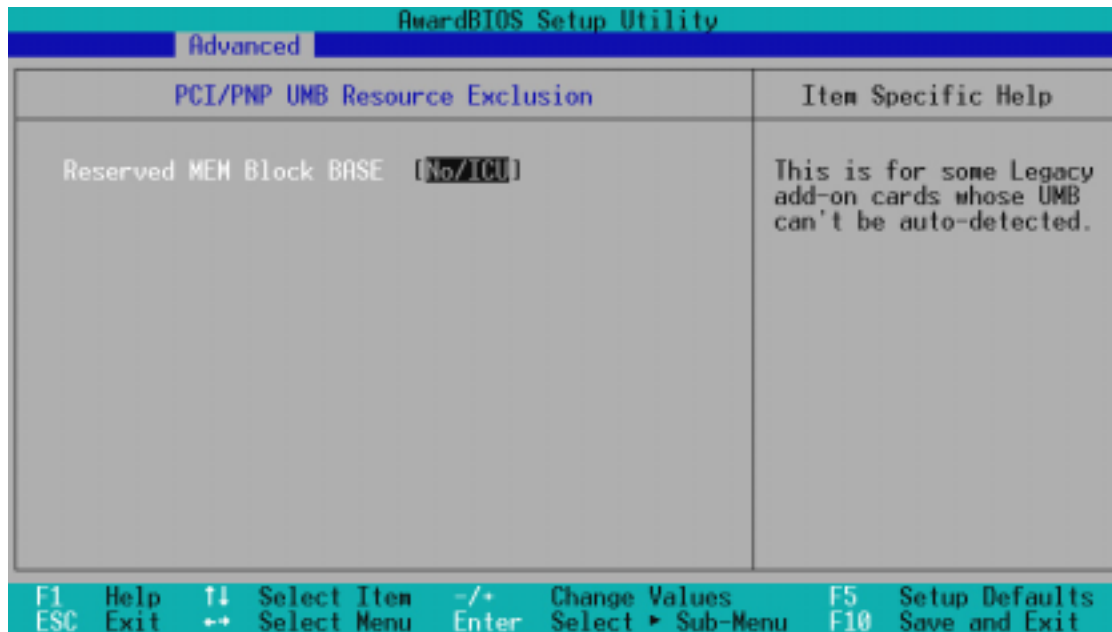 AwardBIOS Setup Utility
Advanced
PCI/PNP UMB Resource Exclusion
Item Specific Help
Reserved MEM Block BASE [No/ICU]
This is for some Legacy
add-on cards whose UMB
can't be auto-detected.
F1 Help ↑↓ Select Item -/+ Change Values F5 Setup Defaults
ESC Exit ←→ Select Menu Enter Select ► Sub-Menu F10 Save and Exit